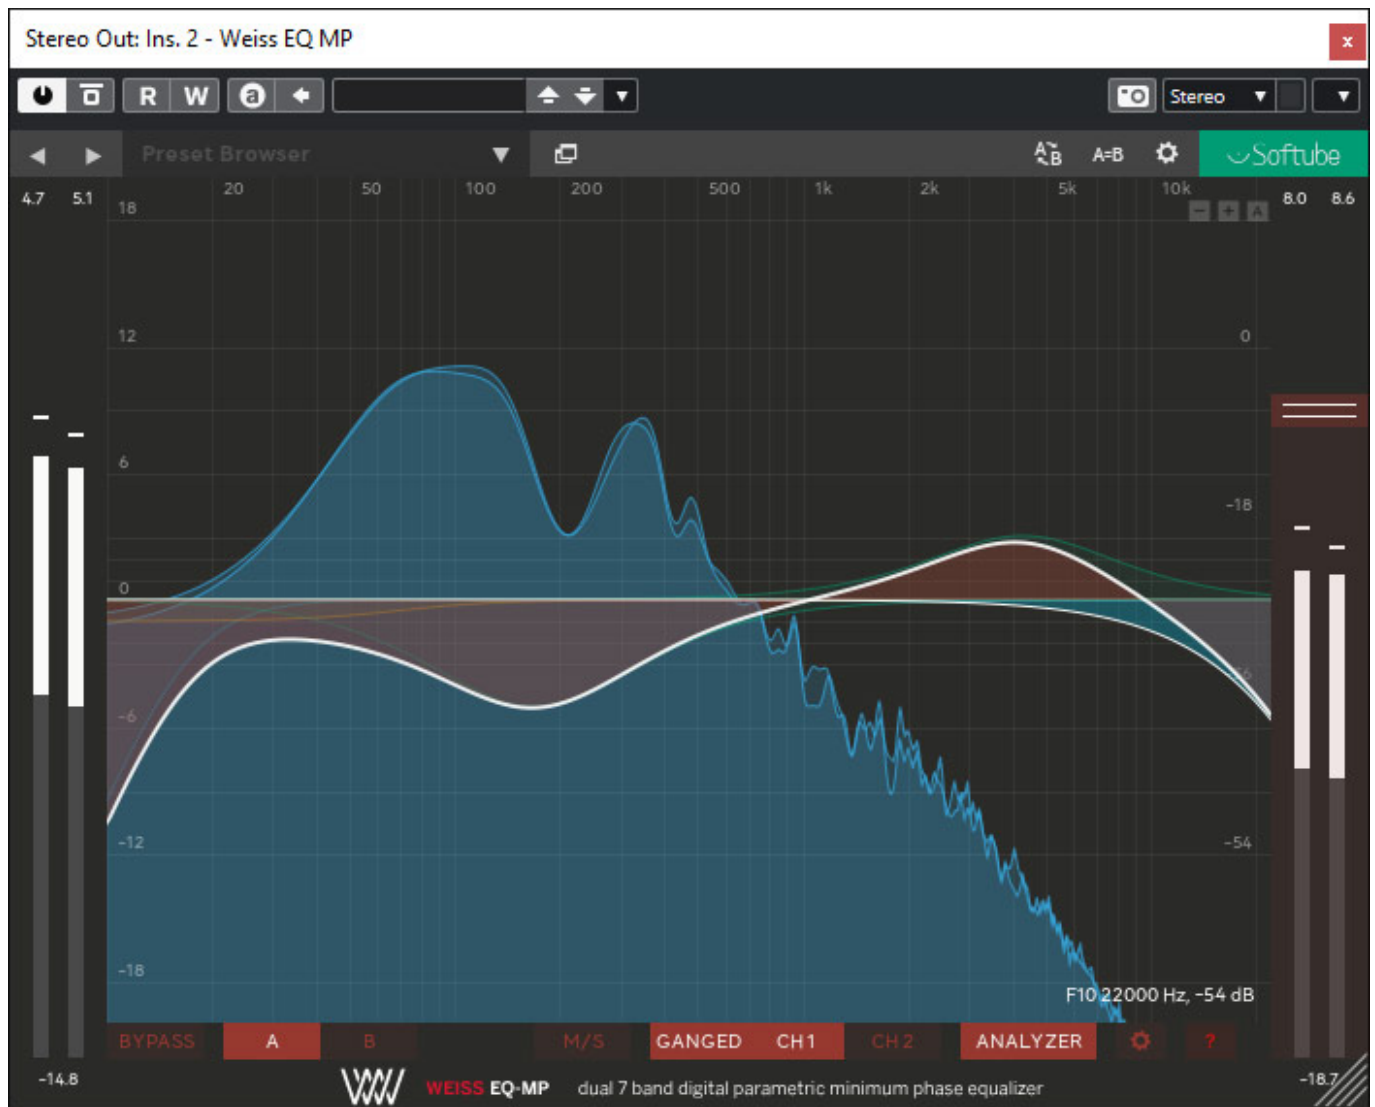 Stereo Out: Ins. 2 - Weiss EQ MP x
R W a Stereo
Preset Browser A B A=B Softube
4.7 5.1 20 50 100 200 500 1k 2k 5k 10k 8.0 8.6
18 - + A
12 0
6
-18
0
-6
-12 -54
-18
F10 22000 Hz, -54 dB
BYPASS A B M/S GANGED CH1 CH2 ANALYZER ?
-14.8 WEISS EQ-MP dual 7 band digital parametric minimum phase equalizer -18.7